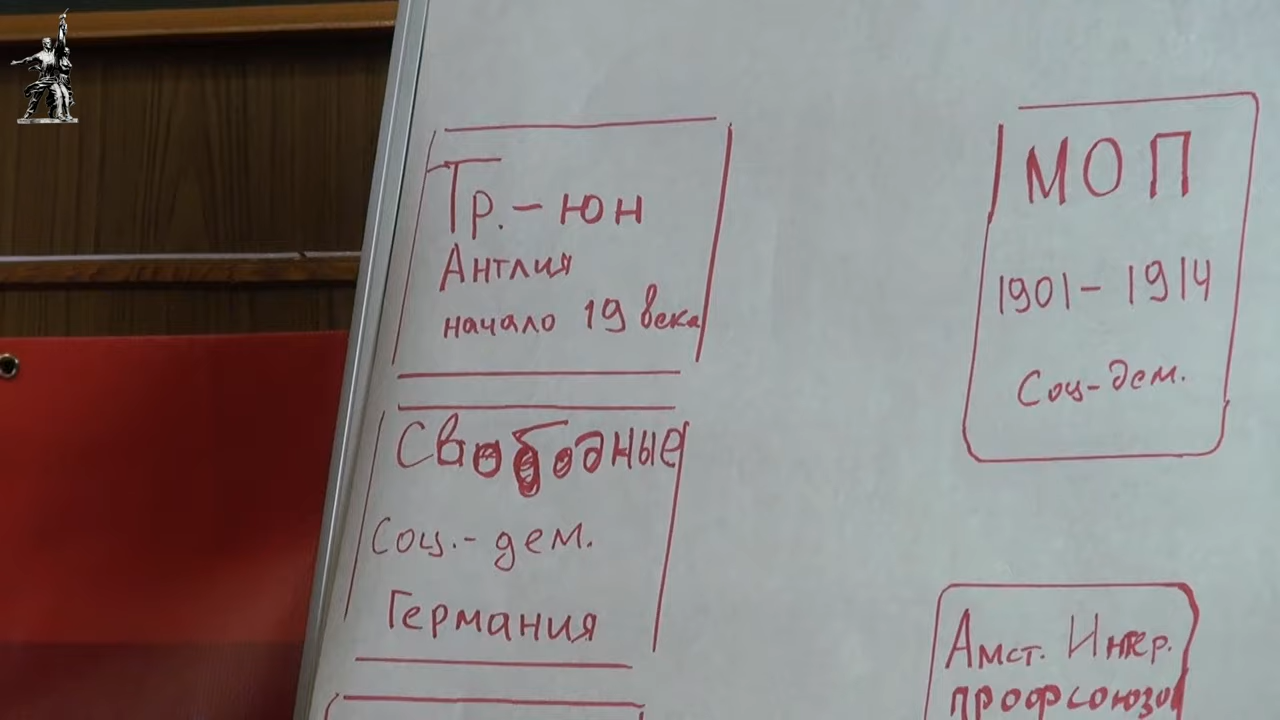 Тр.-юн
Англия
начало 19 века
Свободные
Соц.-дем.
Германия
МОП
1901-1914
Соц-дем.
Амст. Интер.
профсоюзов